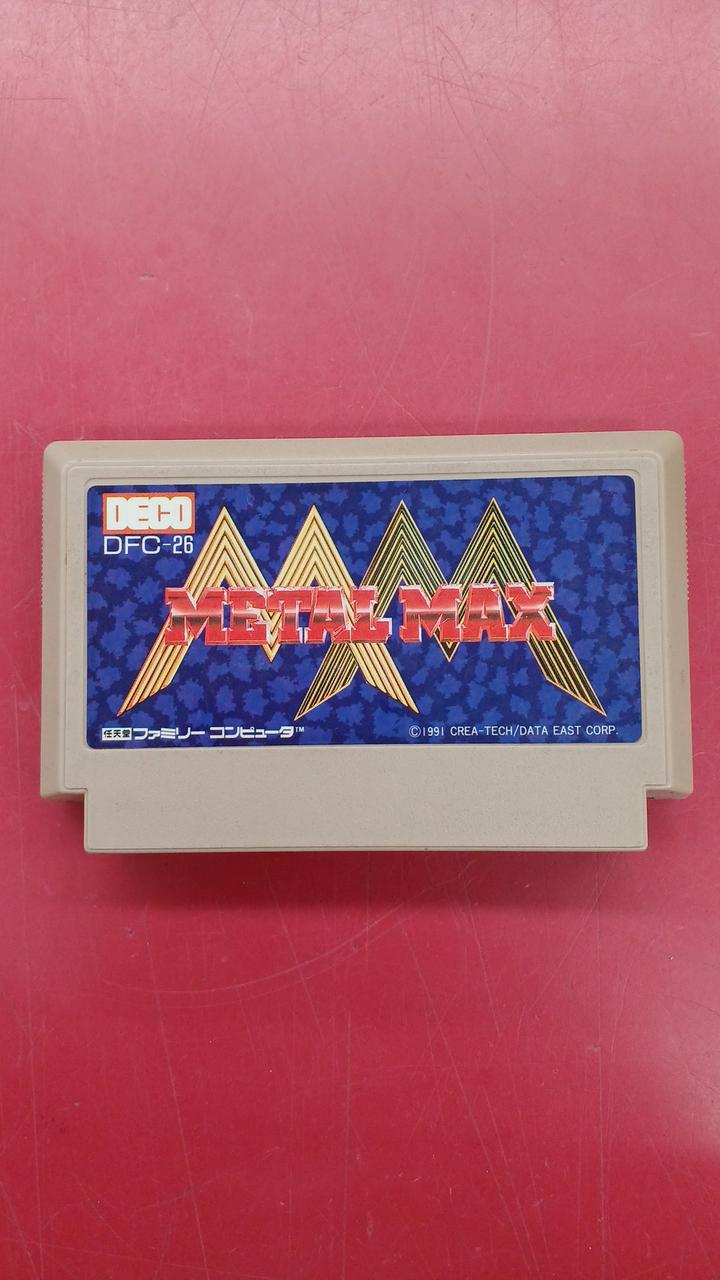 DECO
DFC-26
METAL MAX
任天堂 ファミリー コンピュータ™
©1991 CREA-TECH/DATA EAST CORP.